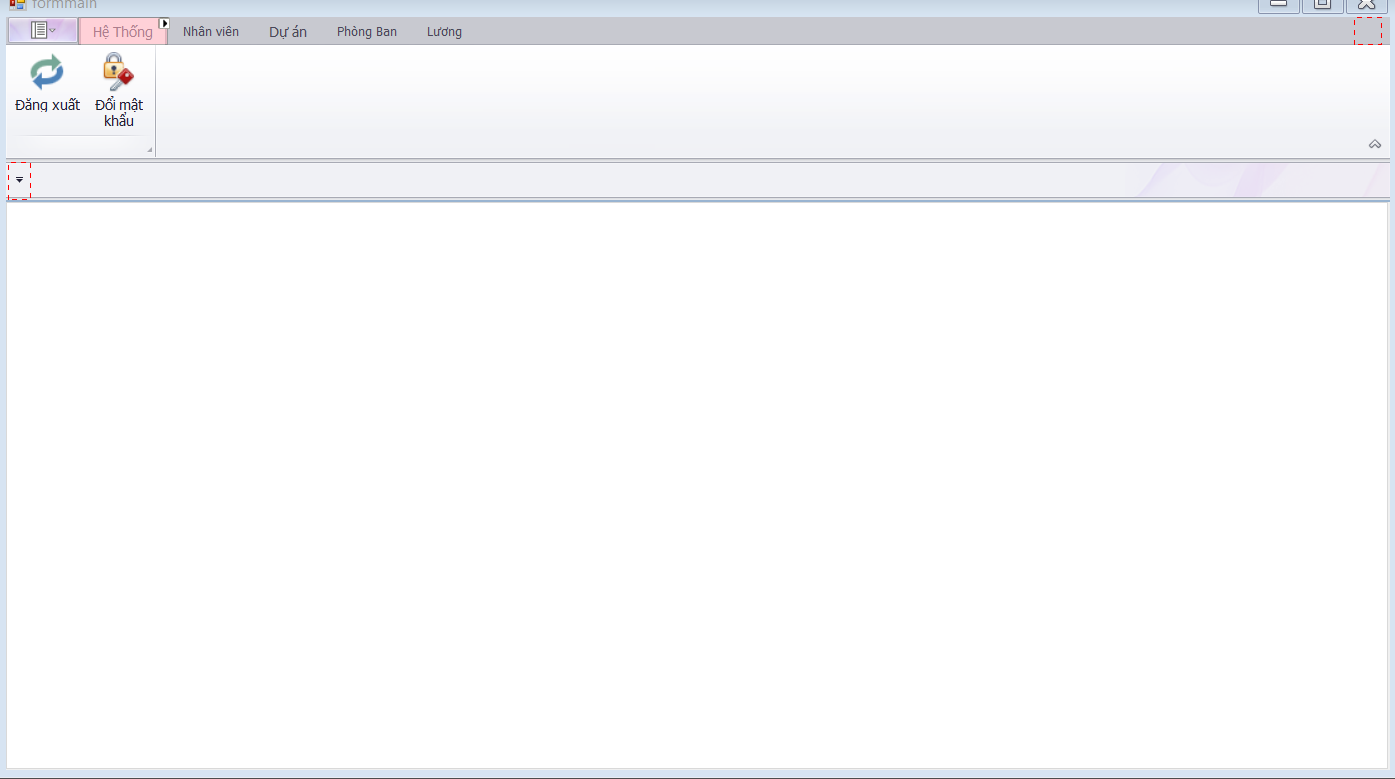 formmain
Hệ Thống Nhân viên Dự án Phòng Ban Lương
Đăng xuất
Đổi mật
khẩu